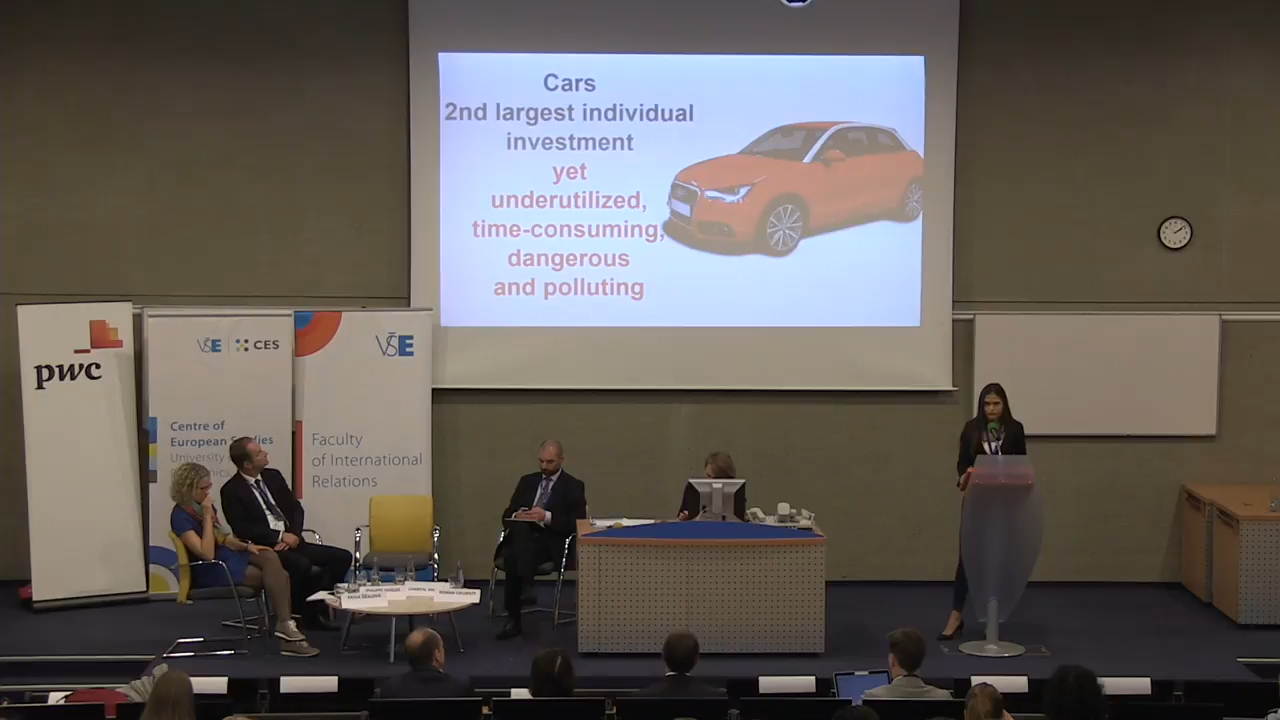 Cars
2nd largest individual
investment
yet
underutilized,
time-consuming,
dangerous
and polluting
pwc
VŠE CES
Centre of
European Studies
University
VŠE
Faculty
of International
Relations